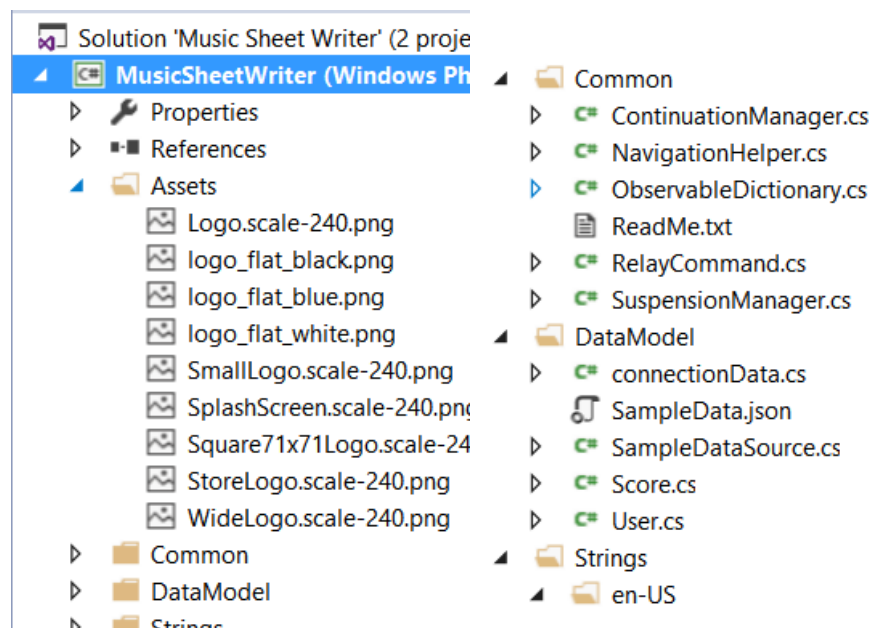 Solution 'Music Sheet Writer' (2 proje
MusicSheetWriter (Windows Ph
Properties
References
Assets
Logo.scale-240.png
logo_flat_black.png
logo_flat_blue.png
logo_flat_white.png
SmallLogo.scale-240.png
SplashScreen.scale-240.png
Square71x71Logo.scale-24
StoreLogo.scale-240.png
WideLogo.scale-240.png
Common
DataModel
Strings
Common
C# ContinuationManager.cs
C# NavigationHelper.cs
C# ObservableDictionary.cs
ReadMe.txt
C# RelayCommand.cs
C# SuspensionManager.cs
DataModel
C# connectionData.cs
SampleData.json
C# SampleDataSource.cs
C# Score.cs
C# User.cs
Strings
en-US